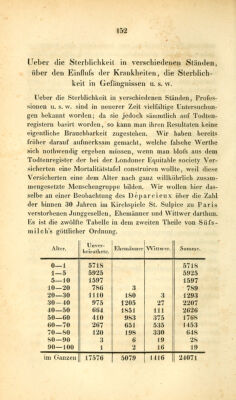 152
Ueber die Sterblichkeit in verschiedenen Ständen,
über den Einfluſs der Krankheiten, die Sterblich-
keit in Gefängnissen u. s. w.
Ueber die Sterblichkeit in verschiedenen Ständen, Profes-
sionen u. s. w. sind in neuerer Zeit vielfältige Untersuchun-
gen bekannt worden; da sie jedoch sämmtlich auf Todten-
registern basirt worden, so kann man ihren Resultaten keine
eigentliche Brauchbarkeit zugestehen. Wir haben bereits
früher darauf aufmerksam gemacht, welche falsche Werthe
sich nothwendig ergeben müssen, wenn man bloſs aus dem
Todtenregister der bei der Londoner Equitable society Ver-
sicherten eine Mortalitätstafel construiren wollte, weil diese
Versicherten eine dem Alter nach ganz willkührlich zusam-
mengesetzte Menschengruppe bilden. Wir wollen hier das-
selbe an einer Beobachtung des Déparcieux über die Zahl
der binnen 30 Jahren im Kirchspiele St. Sulpice zu Paris
verstorbenen Junggesellen, Ehemänner und Wittwer darthun.
Es ist die zwölfte Tabelle in dem zweiten Theile von Süſs-
milch's göttlicher Ordnung.
Alter. Unver-heirathete. Ehemänner Wittwer. Summe.
0—1 5718 5718
1—5 5925 5925
5—10 1597 1597
10—20 786 3 789
20—30 1110 180 3 1293
30—40 975 1205 27 2207
40—50 664 1851 111 2626
50—60 410 983 375 1768
60—70 267 651 535 1453
70—80 120 198 330 648
80—90 3 6 19 28
90—100 1 2 16 19
im Ganzen 17576 5079 1416 24071